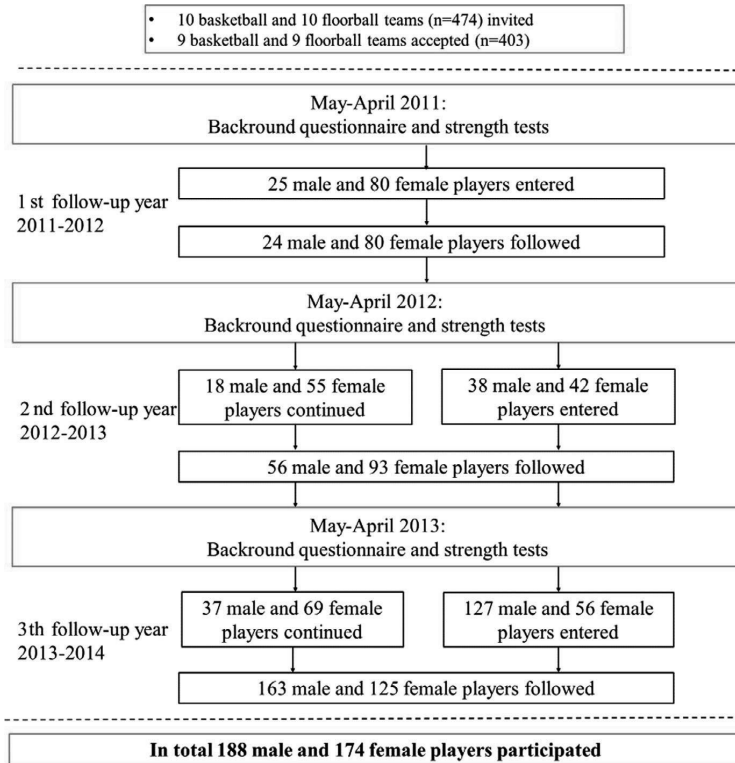 • 10 basketball and 10 floorball teams (n=474) invited
• 9 basketball and 9 floorball teams accepted (n=403)
May-April 2011:
Backround questionnaire and strength tests
25 male and 80 female players entered
1 st follow-up year
2011-2012
24 male and 80 female players followed
May-April 2012:
Backround questionnaire and strength tests
18 male and 55 female
players continued
38 male and 42 female
players entered
2 nd follow-up year
2012-2013
56 male and 93 female players followed
May-April 2013:
Backround questionnaire and strength tests
37 male and 69 female
players continued
127 male and 56 female
players entered
3th follow-up year
2013-2014
163 male and 125 female players followed
In total 188 male and 174 female players participated